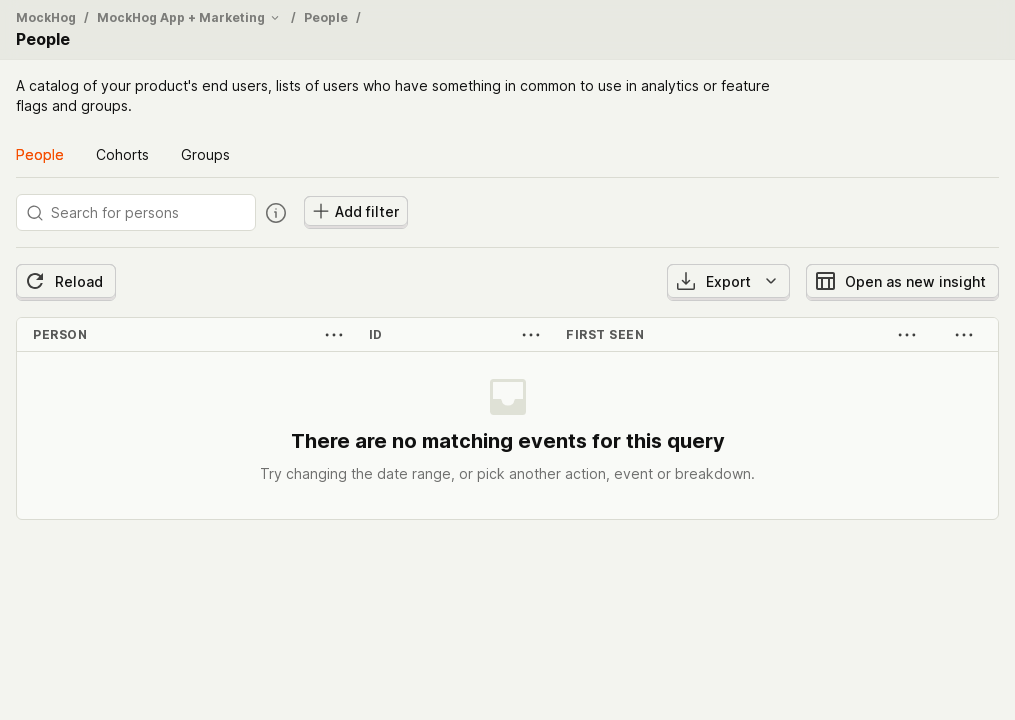 MockHog / MockHog App + Marketing / People /
People
A catalog of your product's end users, lists of users who have something in common to use in analytics or feature
flags and groups.
People Cohorts Groups
Search for persons Add filter
Reload Export Open as new insight
PERSON ID FIRST SEEN
There are no matching events for this query
Try changing the date range, or pick another action, event or breakdown.